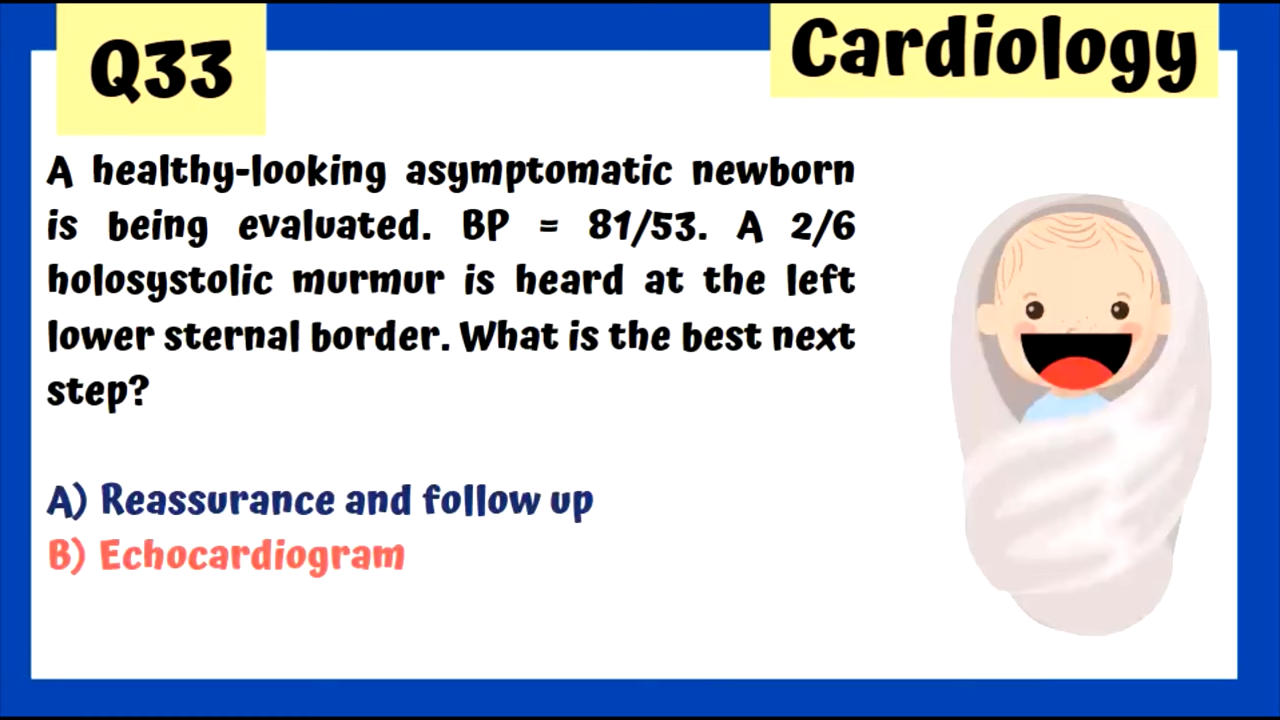 Q33
Cardiology
A healthy-looking asymptomatic newborn
is being evaluated. BP = 81/53. A 2/6
holosystolic murmur is heard at the left
lower sternal border. What is the best next
step?
A) Reassurance and follow up
B) Echocardiogram